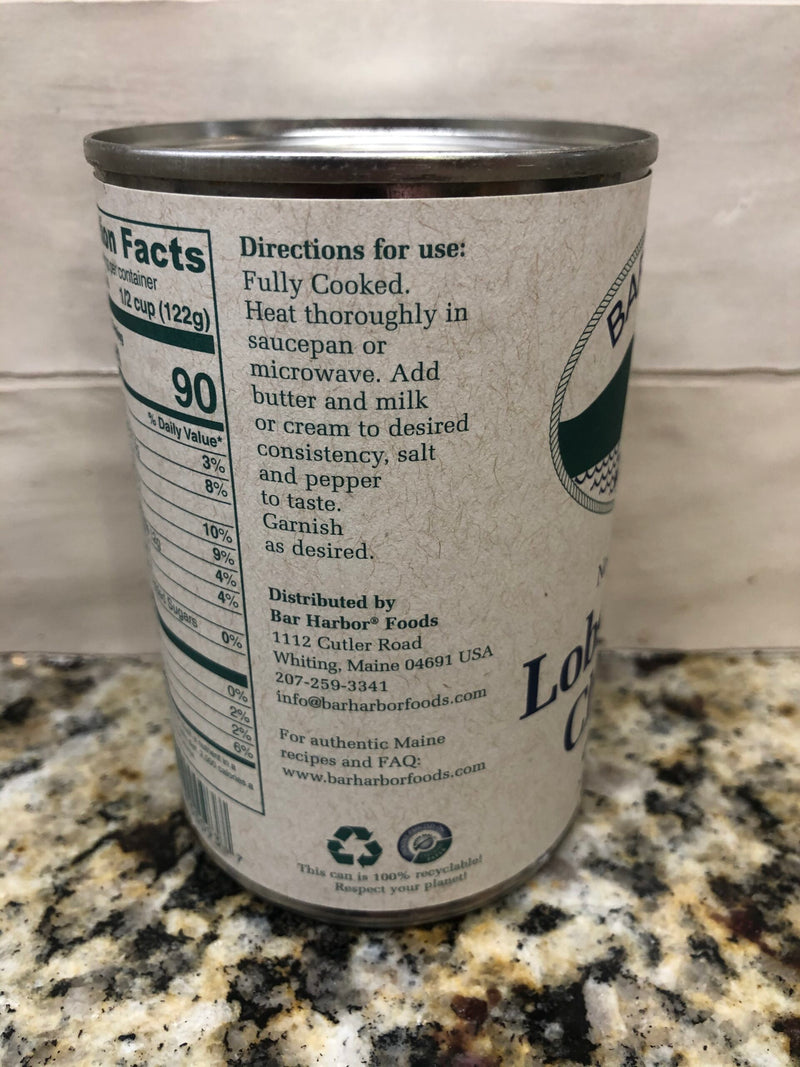 Facts
per container
1/2 cup (122g)
90
% Daily Value*
3%
8%
10%
9%
4%
4%
Sugars
0%
0%
2%
2%
6%
Directions for use:
Fully Cooked.
Heat thoroughly in
saucepan or
microwave. Add
butter and milk
or cream to desired
consistency, salt
and pepper
to taste.
Garnish
as desired.
Distributed by
Bar Harbor® Foods
1112 Cutler Road
Whiting, Maine 04691 USA
207-259-3341
info@barharborfoods.com
For authentic Maine
recipes and FAQ:
www.barharborfoods.com
This can is 100% recyclable!
Respect your planet!
BA
Lob